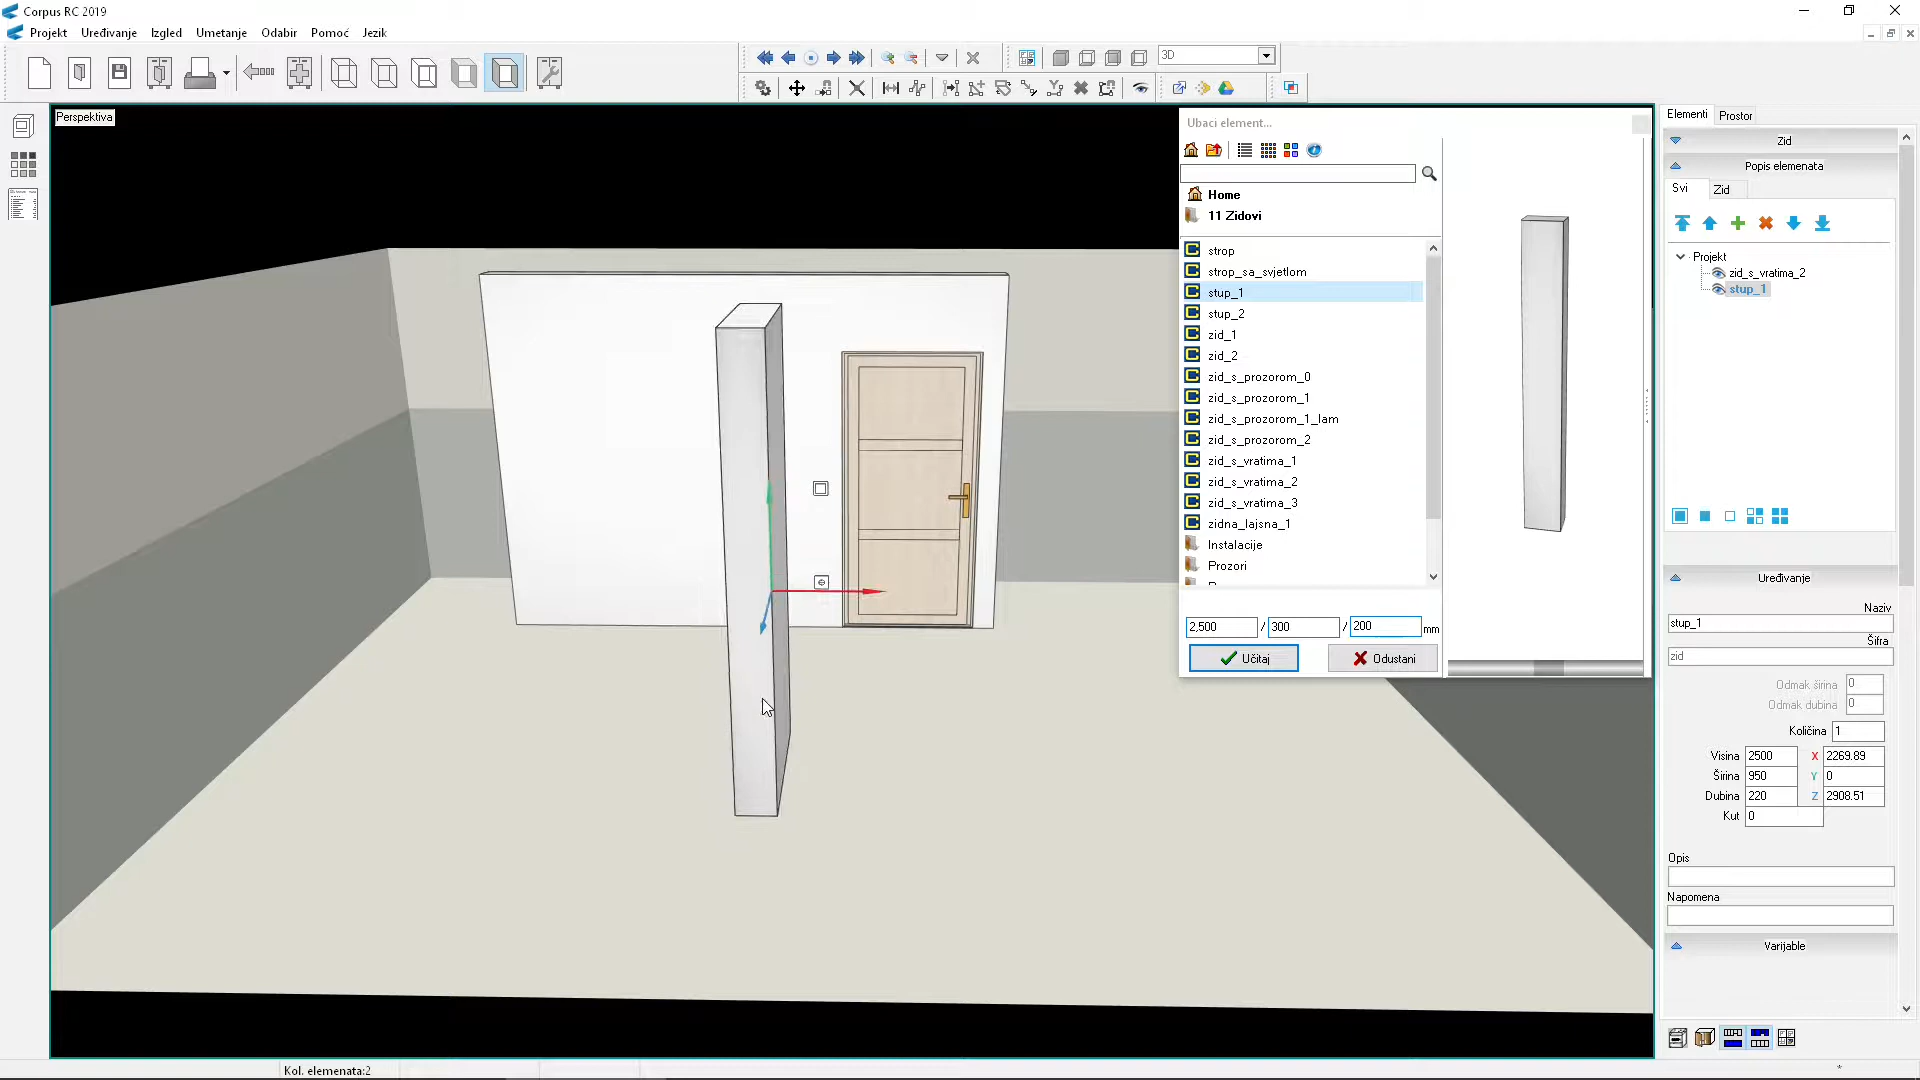 Corpus RC 2019
Projekt Uređivanje Izgled Umetanje Odabir Pomoć Jezik
3D
Perspektiva
Ubaci element...
Home
11 Zidovi
strop
strop_sa_svjetlom
stup_1
stup_2
zid_1
zid_2
zid_s_prozorom_0
zid_s_prozorom_1
zid_s_prozorom_1_lam
zid_s_prozorom_2
zid_s_vratima_1
zid_s_vratima_2
zid_s_vratima_3
zidna_lajsna_1
Instalacije
Prozori
2,500 / 300 / 200 mm
Učitaj Odustani
Elementi Prostor
Zid
Popis elemenata
Svi Zid
Projekt
zid_s_vratima_2
stup_1
Uređivanje
Naziv
stup_1
Šifra
zid
Odmak širina 0
Odmak dubina 0
Količina 1
Visina 2500 X 2269.89
Širina 950 Y 0
Dubina 220 Z 2908.51
Kut 0
Opis
Napomena
Varijable
Kol. elemenata:2